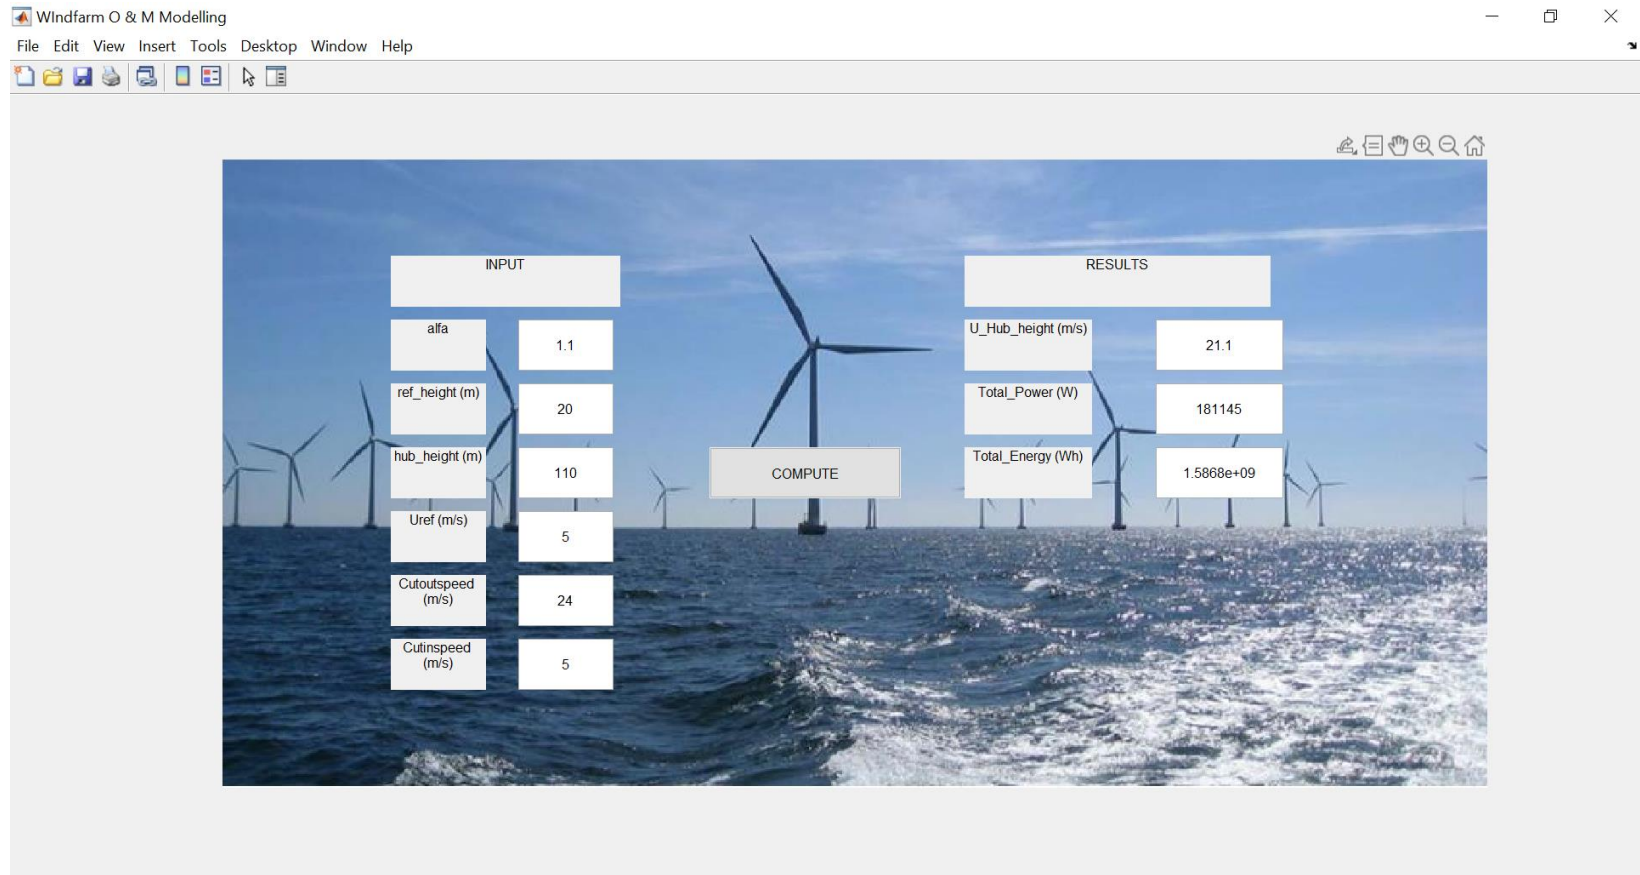 WIndfarm O & M Modelling
File Edit View Insert Tools Desktop Window Help
INPUT
alfa 1.1
ref_height (m) 20
hub_height (m) 110
Uref (m/s) 5
Cutoutspeed
(m/s) 24
Cutinspeed
(m/s) 5
COMPUTE
RESULTS
U_Hub_height (m/s) 21.1
Total_Power (W) 181145
Total_Energy (Wh) 1.5868e+09